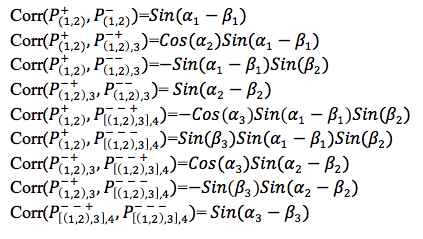 Corr(P⁺₍₁,₂₎, P⁻₍₁,₂₎)=Sin(α₁ − β₁)
Corr(P⁺₍₁,₂₎, P⁻⁺₍₁,₂₎,₃)=Cos(α₂)Sin(α₁ − β₁)
Corr(P⁺₍₁,₂₎, P⁻⁻₍₁,₂₎,₃)=−Sin(α₁ − β₁)Sin(β₂)
Corr(P⁻⁺₍₁,₂₎,₃, P⁻⁻₍₁,₂₎,₃)= Sin(α₂ − β₂)
Corr(P⁺₍₁,₂₎, P⁻⁻⁺[₍₁,₂₎,₃],₄)=−Cos(α₃)Sin(α₁ − β₁)Sin(β₂)
Corr(P⁺₍₁,₂₎, P⁻⁻⁻[₍₁,₂₎,₃],₄)=Sin(β₃)Sin(α₁ − β₁)Sin(β₂)
Corr(P⁻⁺₍₁,₂₎,₃, P⁻⁻⁺[₍₁,₂₎,₃],₄)=Cos(α₃)Sin(α₂ − β₂)
Corr(P⁻⁺₍₁,₂₎,₃, P⁻⁻⁻[₍₁,₂₎,₃],₄)=−Sin(β₃)Sin(α₂ − β₂)
Corr(P⁻⁻⁺[₍₁,₂₎,₃],₄, P⁻⁻⁻[₍₁,₂₎,₃],₄)= Sin(α₃ − β₃)